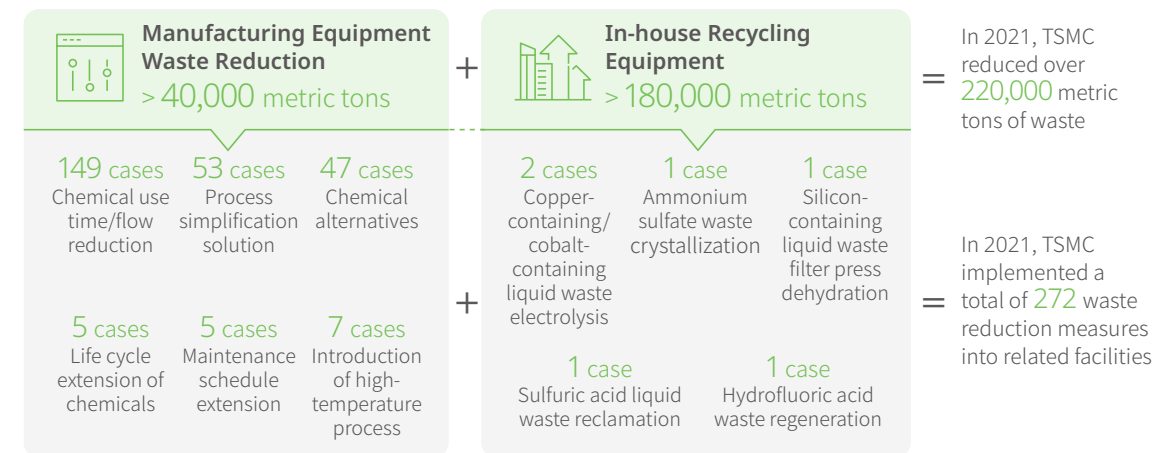 Manufacturing Equipment
Waste Reduction
> 40,000 metric tons
+
In-house Recycling
Equipment
> 180,000 metric tons
=
In 2021, TSMC
reduced over
220,000 metric
tons of waste
149 cases
Chemical use
time/flow
reduction
53 cases
Process
simplification
solution
47 cases
Chemical
alternatives
5 cases
Life cycle
extension of
chemicals
5 cases
Maintenance
schedule
extension
7 cases
Introduction
of high-
temperature
process
+
2 cases
Copper-
containing/
cobalt-
containing
liquid waste
electrolysis
1 case
Ammonium
sulfate waste
crystallization
1 case
Silicon-
containing
liquid waste
filter press
dehydration
1 case
Sulfuric acid liquid
waste reclamation
1 case
Hydrofluoric acid
waste regeneration
=
In 2021, TSMC
implemented a
total of 272 waste
reduction measures
into related facilities